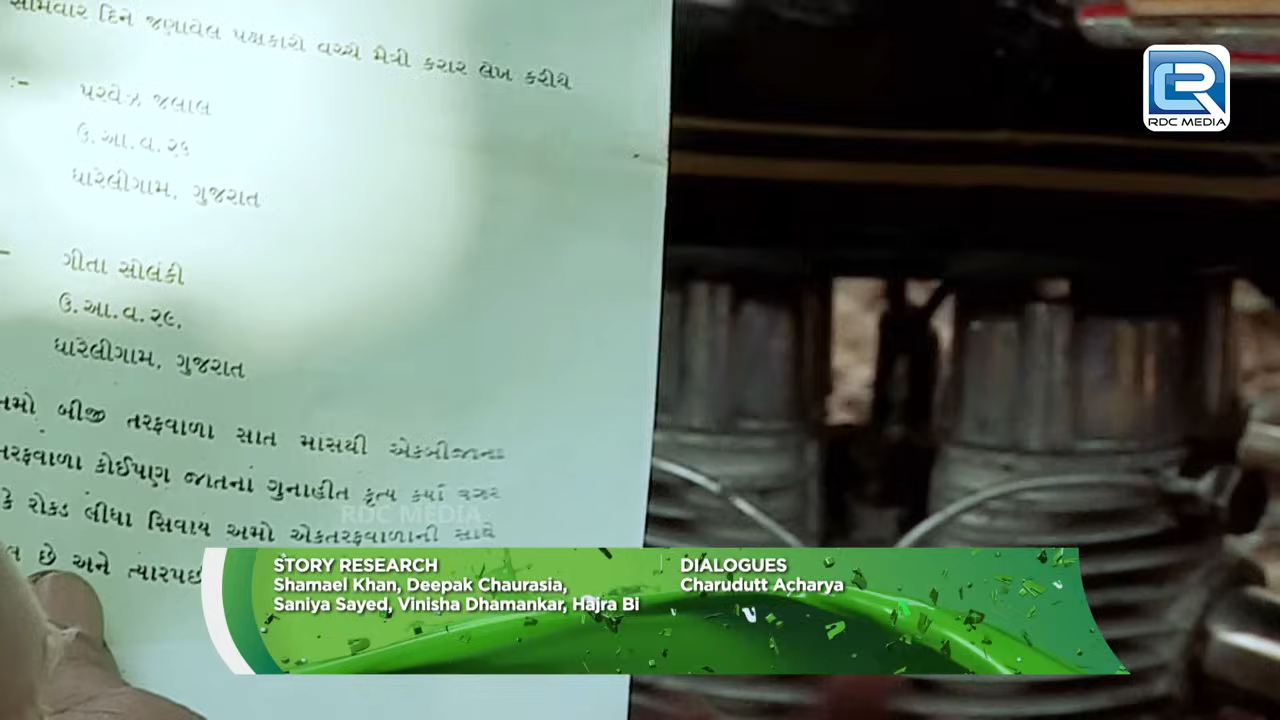 સોમવાર દિને જણાવેલ પક્ષકારો વચ્ચે મૈત્રી કરાર લેખ કરીયે
:-
પરવેઝ જલાલ
ઉ.આ.વ.૨૬
ધારેલીગામ, ગુજરાત
ગીતા સોલંકી
ઉ.આ.વ.૨૯.
ધારેલીગામ, ગુજરાત
બીજી તરફવાળા સાત માસથી એકબીજાના
તરફવાળા કોઈપણ જાતનાં ગુનાહીત કૃત્ય કર્યા વગર
કે રોકડ લીધા સિવાય અમો એકતરફવાળાની સાથે
છે અને ત્યારપછી
RDC MEDIA
RDC MEDIA
STORY RESEARCH
Shamael Khan, Deepak Chaurasia,
Saniya Sayed, Vinisha Dhamankar, Hajra Bi
DIALOGUES
Charudutt Acharya